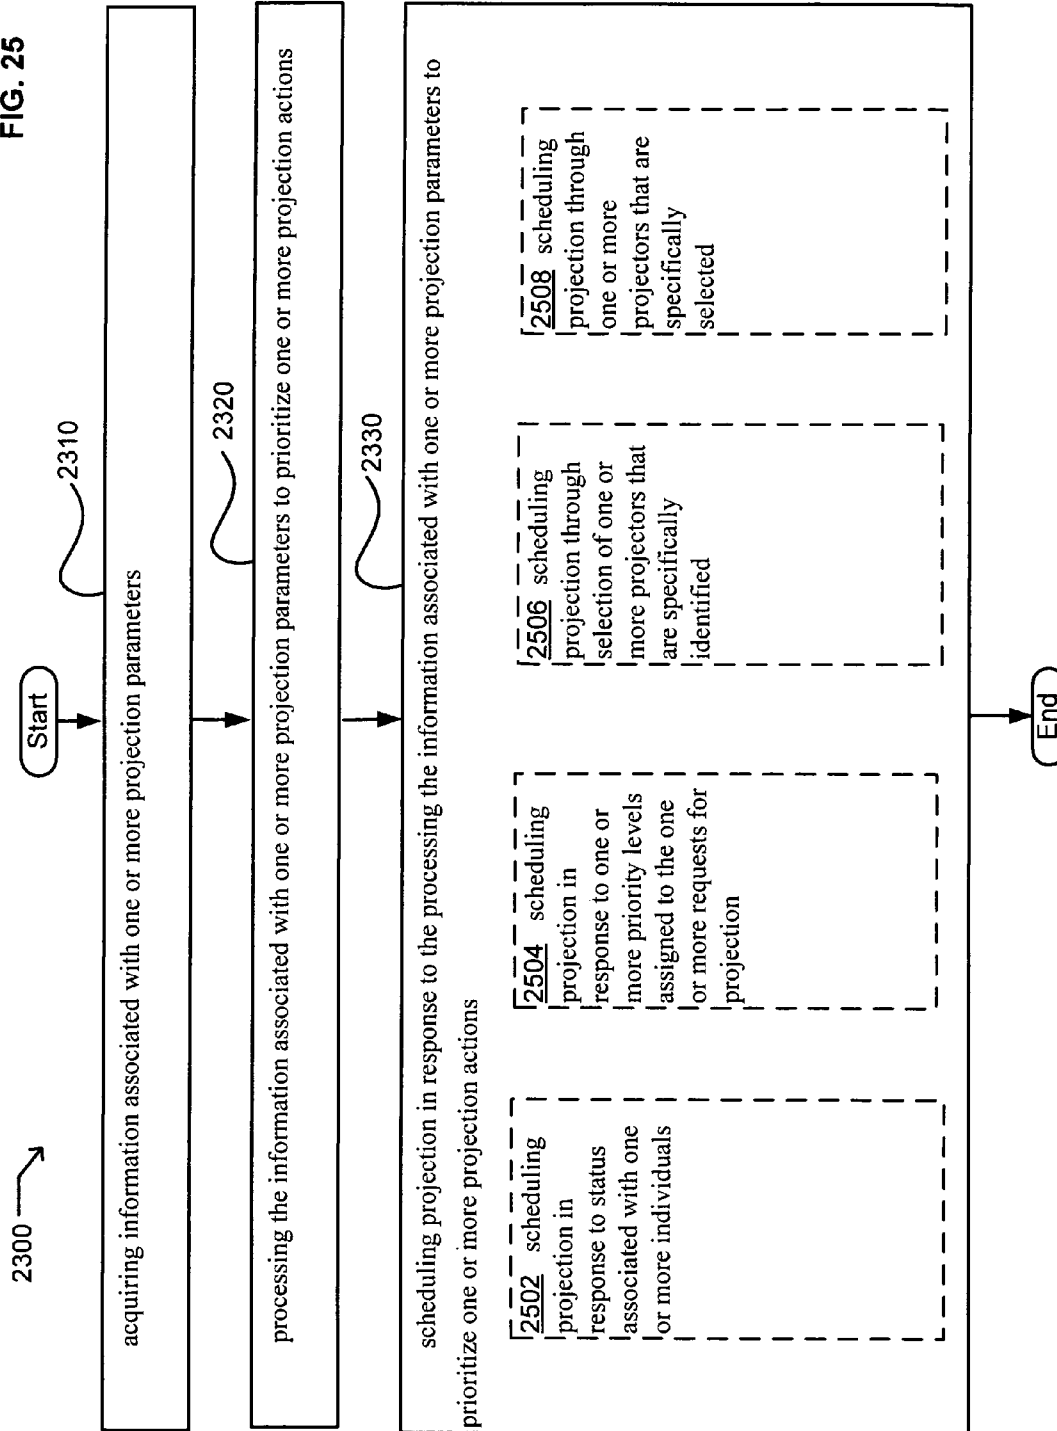 FIG. 25
2300
Start
2310
acquiring information associated with one or more projection parameters
2320
processing the information associated with one or more projection parameters to prioritize one or more projection actions
2330
scheduling projection in response to the processing the information associated with one or more projection parameters to
prioritize one or more projection actions
2502 scheduling
projection in
response to status
associated with one
or more individuals
2504 scheduling
projection in
response to one or
more priority levels
assigned to the one
or more requests for
projection
2506 scheduling
projection through
selection of one or
more projectors that
are specifically
identified
2508 scheduling
projection through
one or more
projectors that are
specifically
selected
End